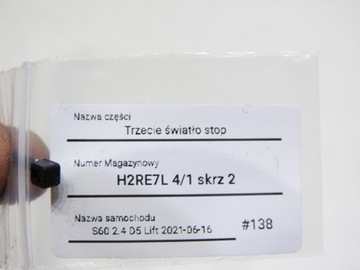 Nazwa części
Trzecie światło stop
Numer Magazynowy
H2RE7L 4/1 skrz 2
Nazwa samochodu
S60 2.4 D5 Lift 2021-06-16
#138